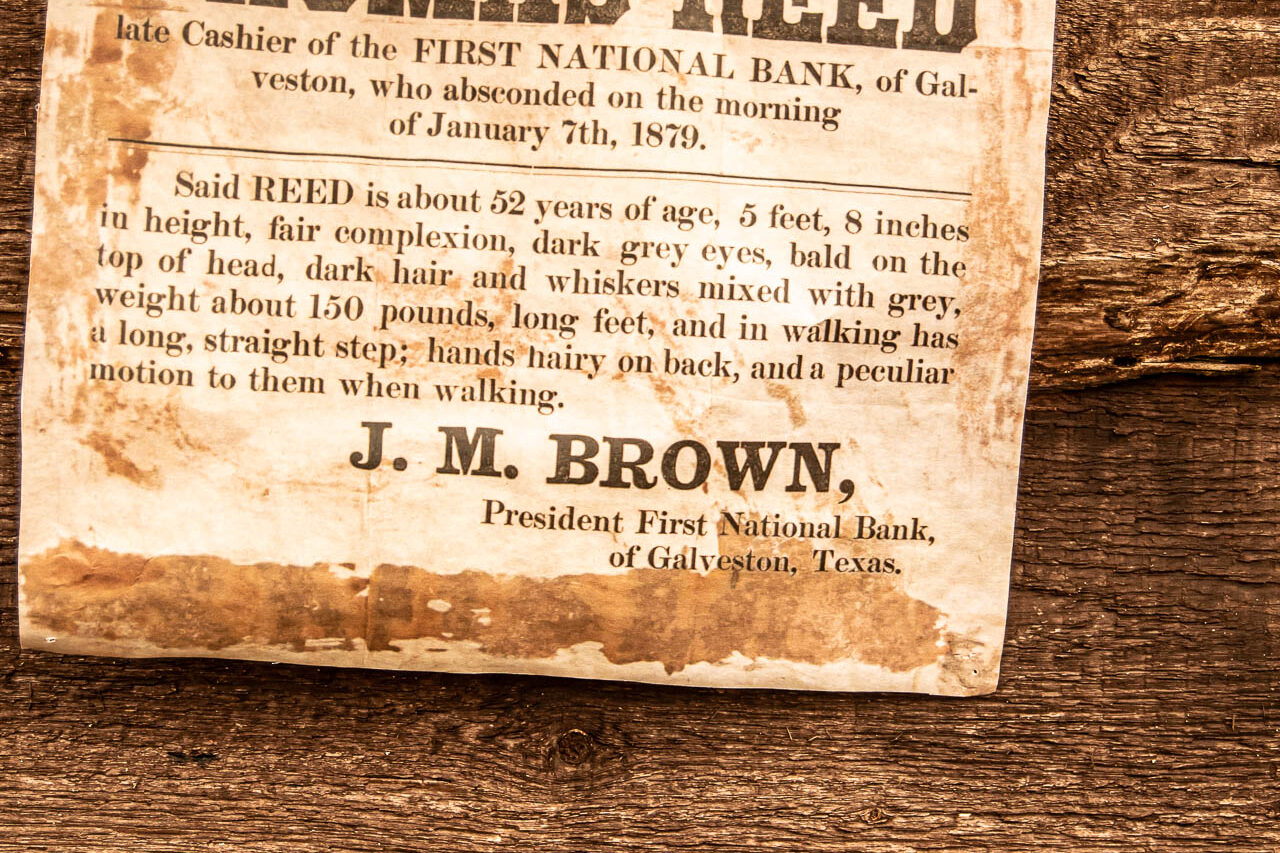 THOMAS REED
late Cashier of the FIRST NATIONAL BANK, of Gal-
veston, who absconded on the morning
of January 7th, 1879.
Said REED is about 52 years of age, 5 feet, 8 inches
in height, fair complexion, dark grey eyes, bald on the
top of head, dark hair and whiskers mixed with grey,
weight about 150 pounds, long feet, and in walking has
a long, straight step; hands hairy on back, and a peculiar
motion to them when walking.
J. M. BROWN,
President First National Bank,
of Galveston, Texas.